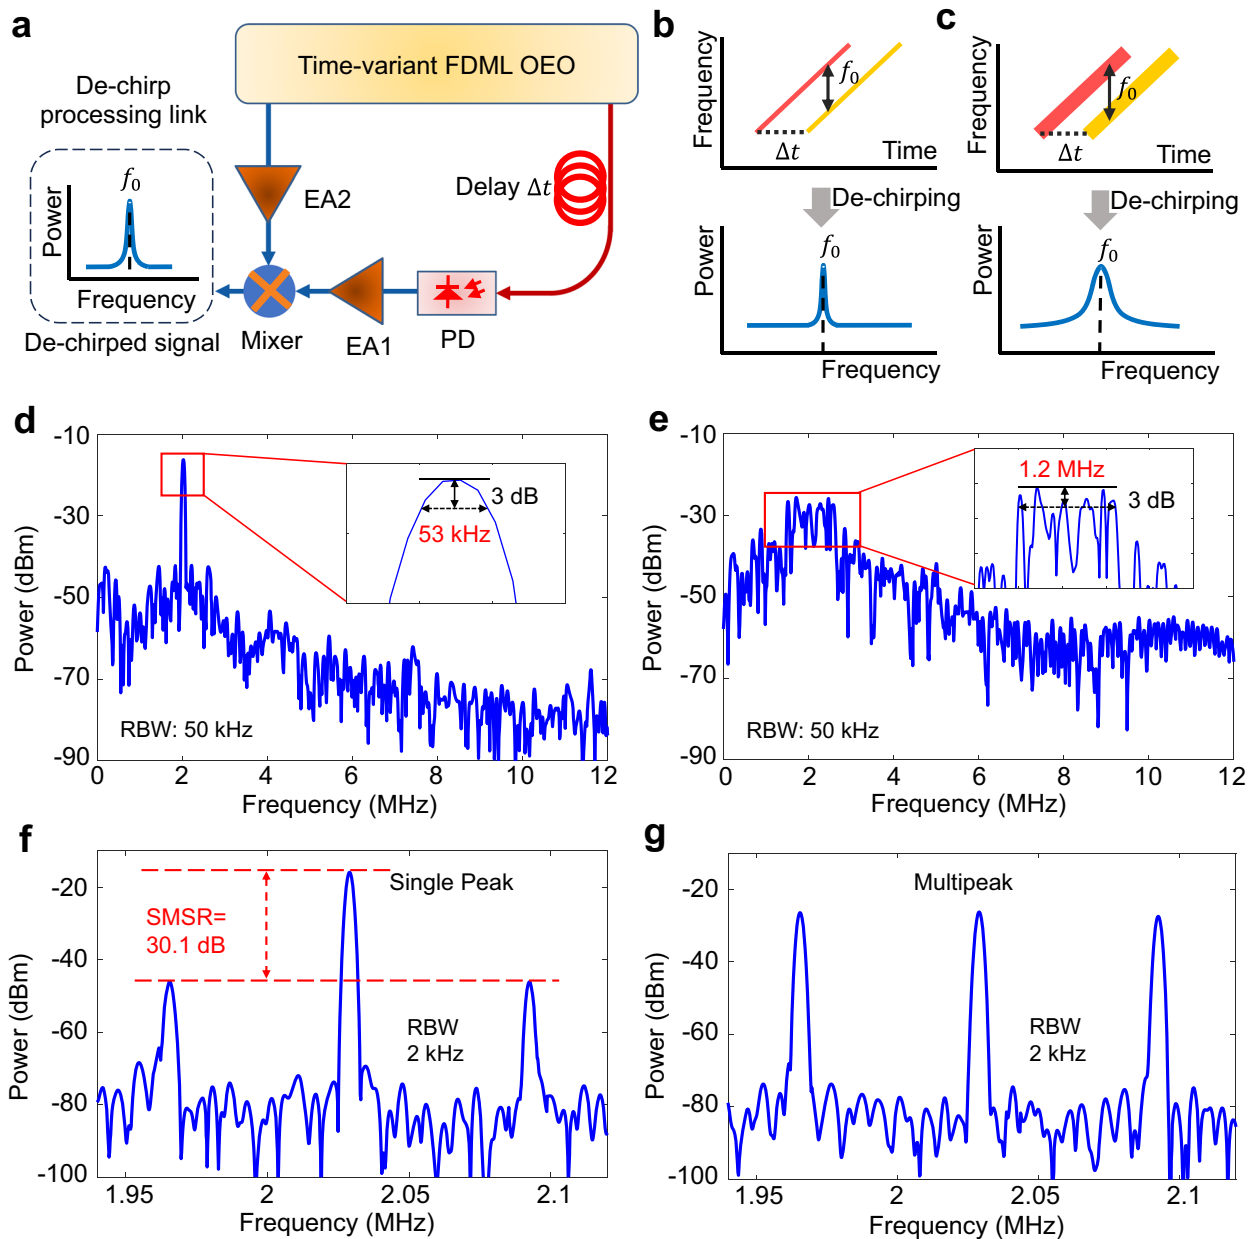 a
Time-variant FDML OEO
De-chirp
processing link
f₀
Power
Frequency
De-chirped signal
EA2
Delay Δt
Mixer
EA1
PD
b
Frequency
f₀
Δt
Time
De-chirping
Power
f₀
Frequency
c
Frequency
f₀
Δt
Time
De-chirping
Power
f₀
Frequency
d
-10
-30
-50
-70
-90
Power (dBm)
3 dB
53 kHz
RBW: 50 kHz
0 2 4 6 8 10 12
Frequency (MHz)
e
-10
-30
-50
-70
-90
Power (dBm)
1.2 MHz
3 dB
RBW: 50 kHz
0 2 4 6 8 10 12
Frequency (MHz)
f
-20
-40
-60
-80
-100
Power (dBm)
Single Peak
SMSR=
30.1 dB
RBW
2 kHz
1.95 2 2.05 2.1
Frequency (MHz)
g
-20
-40
-60
-80
-100
Power (dBm)
Multipeak
RBW
2 kHz
1.95 2 2.05 2.1
Frequency (MHz)